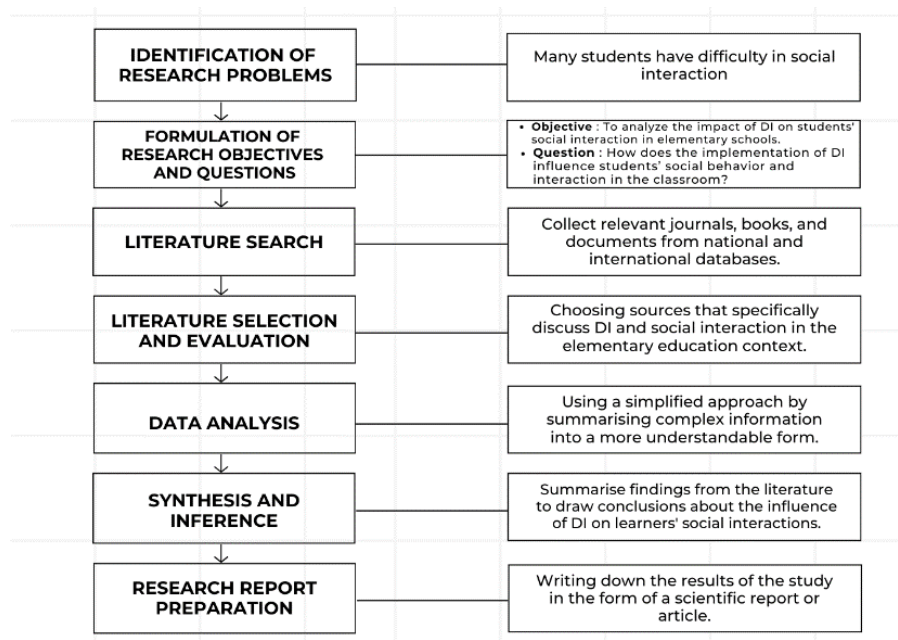 IDENTIFICATION OF
RESEARCH PROBLEMS
Many students have difficulty in social
interaction
FORMULATION OF
RESEARCH OBJECTIVES
AND QUESTIONS
• Objective : To analyze the impact of DI on students'
social interaction in elementary schools.
• Question : How does the implementation of DI
influence students' social behavior and
interaction in the classroom?
LITERATURE SEARCH
Collect relevant journals, books, and
documents from national and
international databases.
LITERATURE SELECTION
AND EVALUATION
Choosing sources that specifically
discuss DI and social interaction in the
elementary education context.
DATA ANALYSIS
Using a simplified approach by
summarising complex information
into a more understandable form.
SYNTHESIS AND
INFERENCE
Summarise findings from the literature
to draw conclusions about the influence
of DI on learners' social interactions.
RESEARCH REPORT
PREPARATION
Writing down the results of the study
in the form of a scientific report or
article.